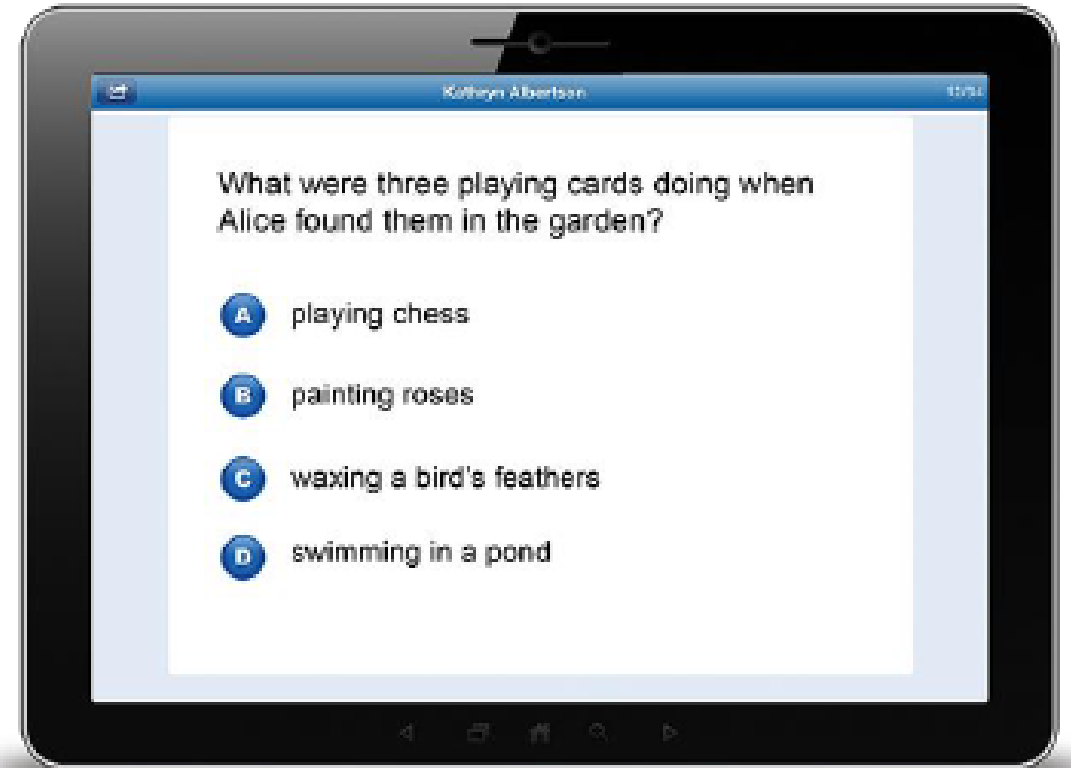 Kathryn Albertson
What were three playing cards doing when
Alice found them in the garden?
A playing chess
B painting roses
C waxing a bird's feathers
D swimming in a pond